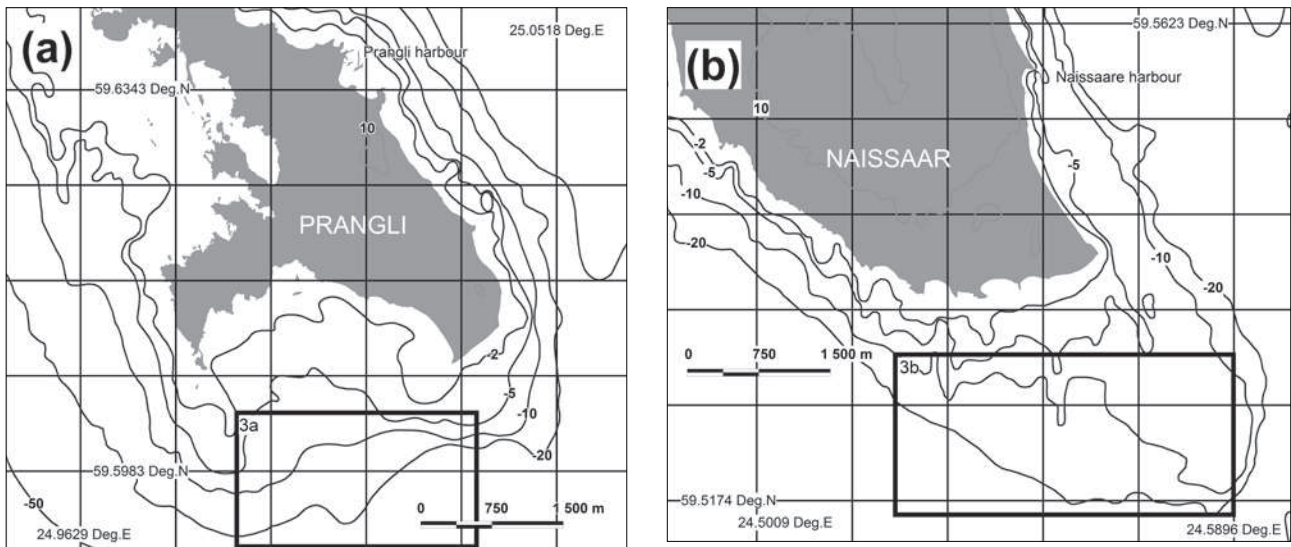 (a)
25.0518 Deg.E
Prangli harbour
59.6343 Deg.N
10
PRANGLI
-2
-5
-10
-20
3a
59.5983 Deg.N
-50
0 750 1 500 m
24.9629 Deg.E
(b)
59.5623 Deg.N
Naissaare harbour
10
-2
-5
-10
-20
NAISSAAR
-5
-10
-20
0 750 1 500 m
3b
59.5174 Deg.N
24.5009 Deg.E
24.5896 Deg.E